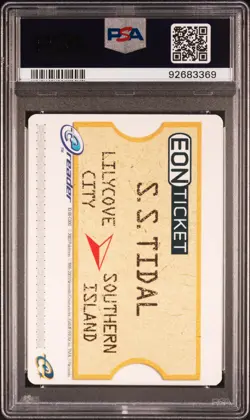 PSA
92683369
EON TICKET
S.S. TIDAL
LILYCOVE
CITY
SOUTHERN
ISLAND
e reader
e